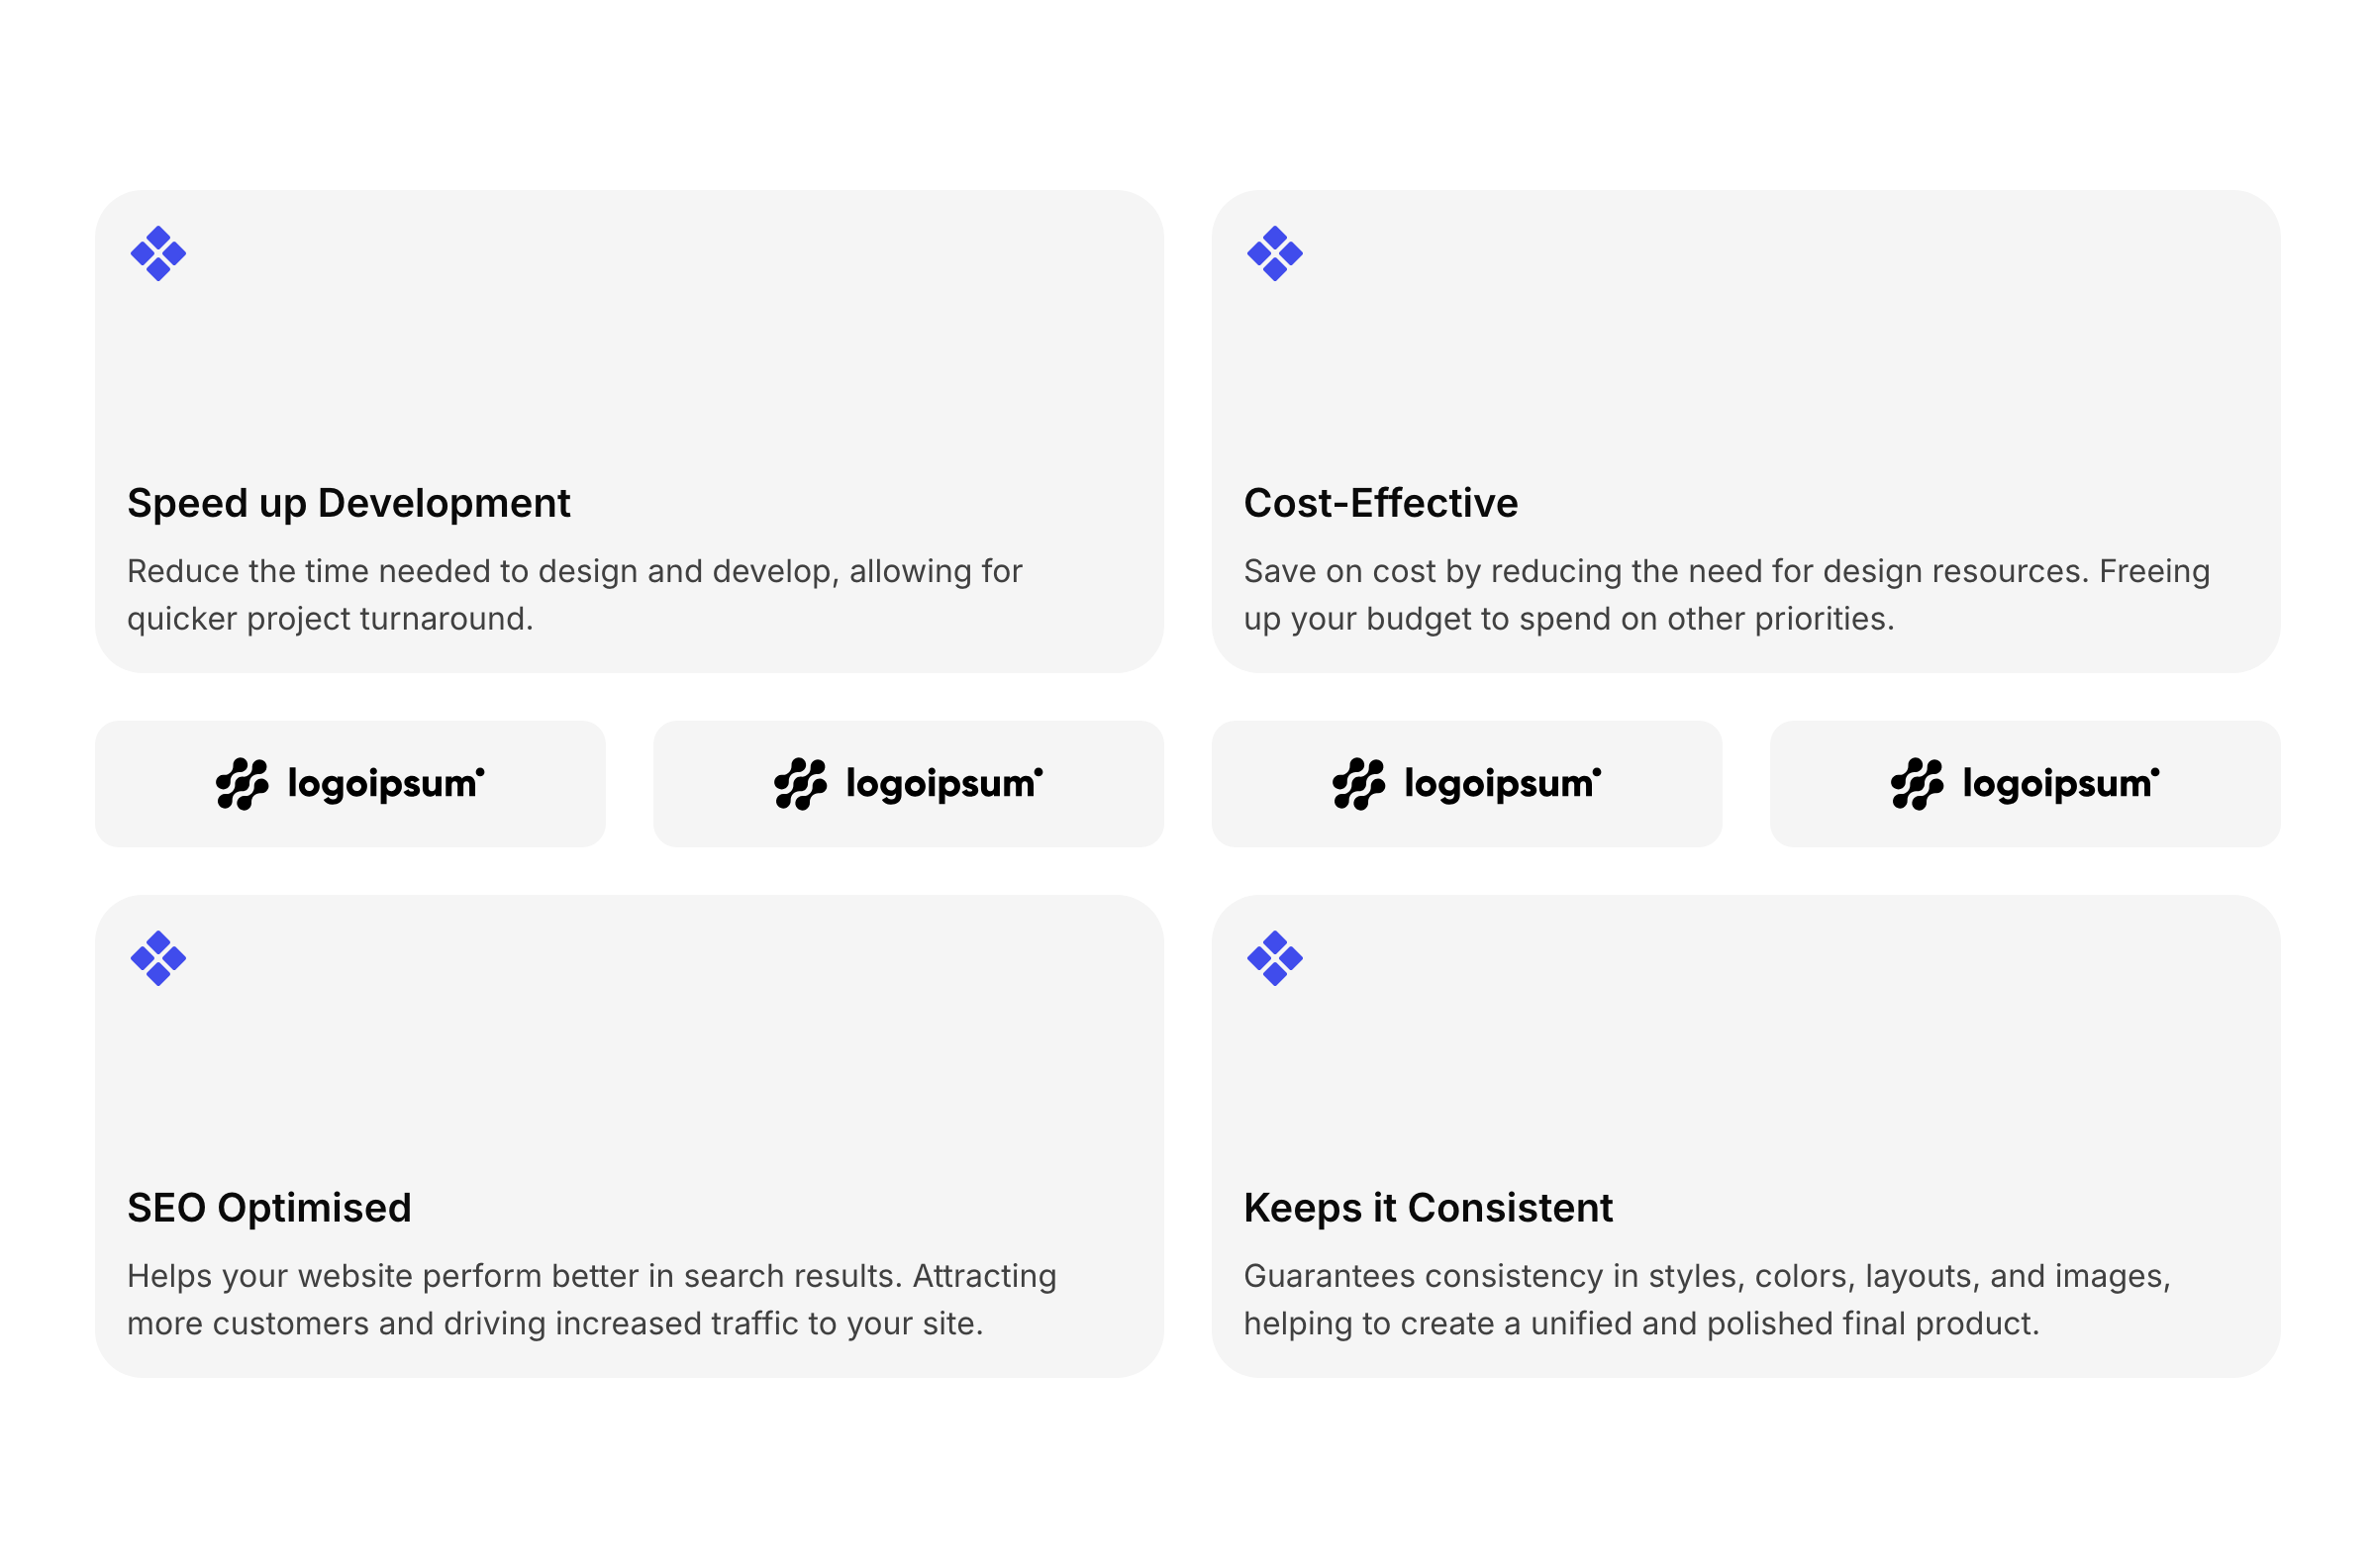 Speed up Development
Reduce the time needed to design and develop, allowing for
quicker project turnaround.
Cost-Effective
Save on cost by reducing the need for design resources. Freeing
up your budget to spend on other priorities.
logoipsum
logoipsum
logoipsum
logoipsum
SEO Optimised
Helps your website perform better in search results. Attracting
more customers and driving increased traffic to your site.
Keeps it Consistent
Guarantees consistency in styles, colors, layouts, and images,
helping to create a unified and polished final product.